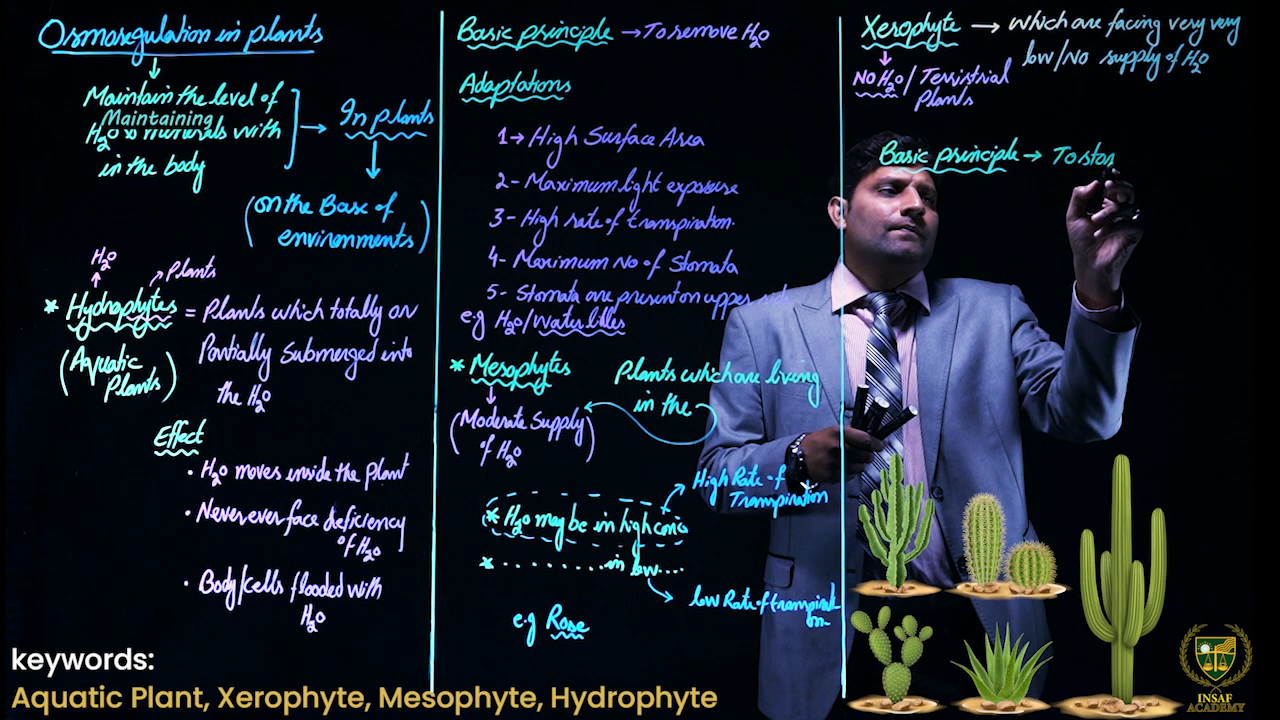 Osmoregulation in plants
Maintain the level of
Maintaining
H2O & minerals with
in the body
In plants
(on the Base of
environments)
H2O
Plants
* Hydrophytes = Plants which totally or
(Aquatic
Plants)
Partially Submerged into
the H2O
Effect
• H2O moves inside the plant
• Never ever face deficiency
of H2O
• Body/cells flooded with
H2O
Basic principle → To remove H2O
Adaptations
1 → High Surface Area
2 - Maximum light exposure
3 - High rate of transpiration.
4 - Maximum No of Stomata
5 - Stomata are present on upper side
e.g H2O/Water lilies
* Mesophytes
Plants which are living
in the
(Moderate Supply
of H2O)
High Rate of
Transpiration
* H2O may be in high conc
* . . . . . . . . . . in low....
low Rate of transpirati
on
e.g Rose
Xerophyte → which are facing very very
low/No supply of H2O
NO H2O / Terristrial
Plants
Basic principle → To stor
keywords:
Aquatic Plant, Xerophyte, Mesophyte, Hydrophyte
INSAF
ACADEMY